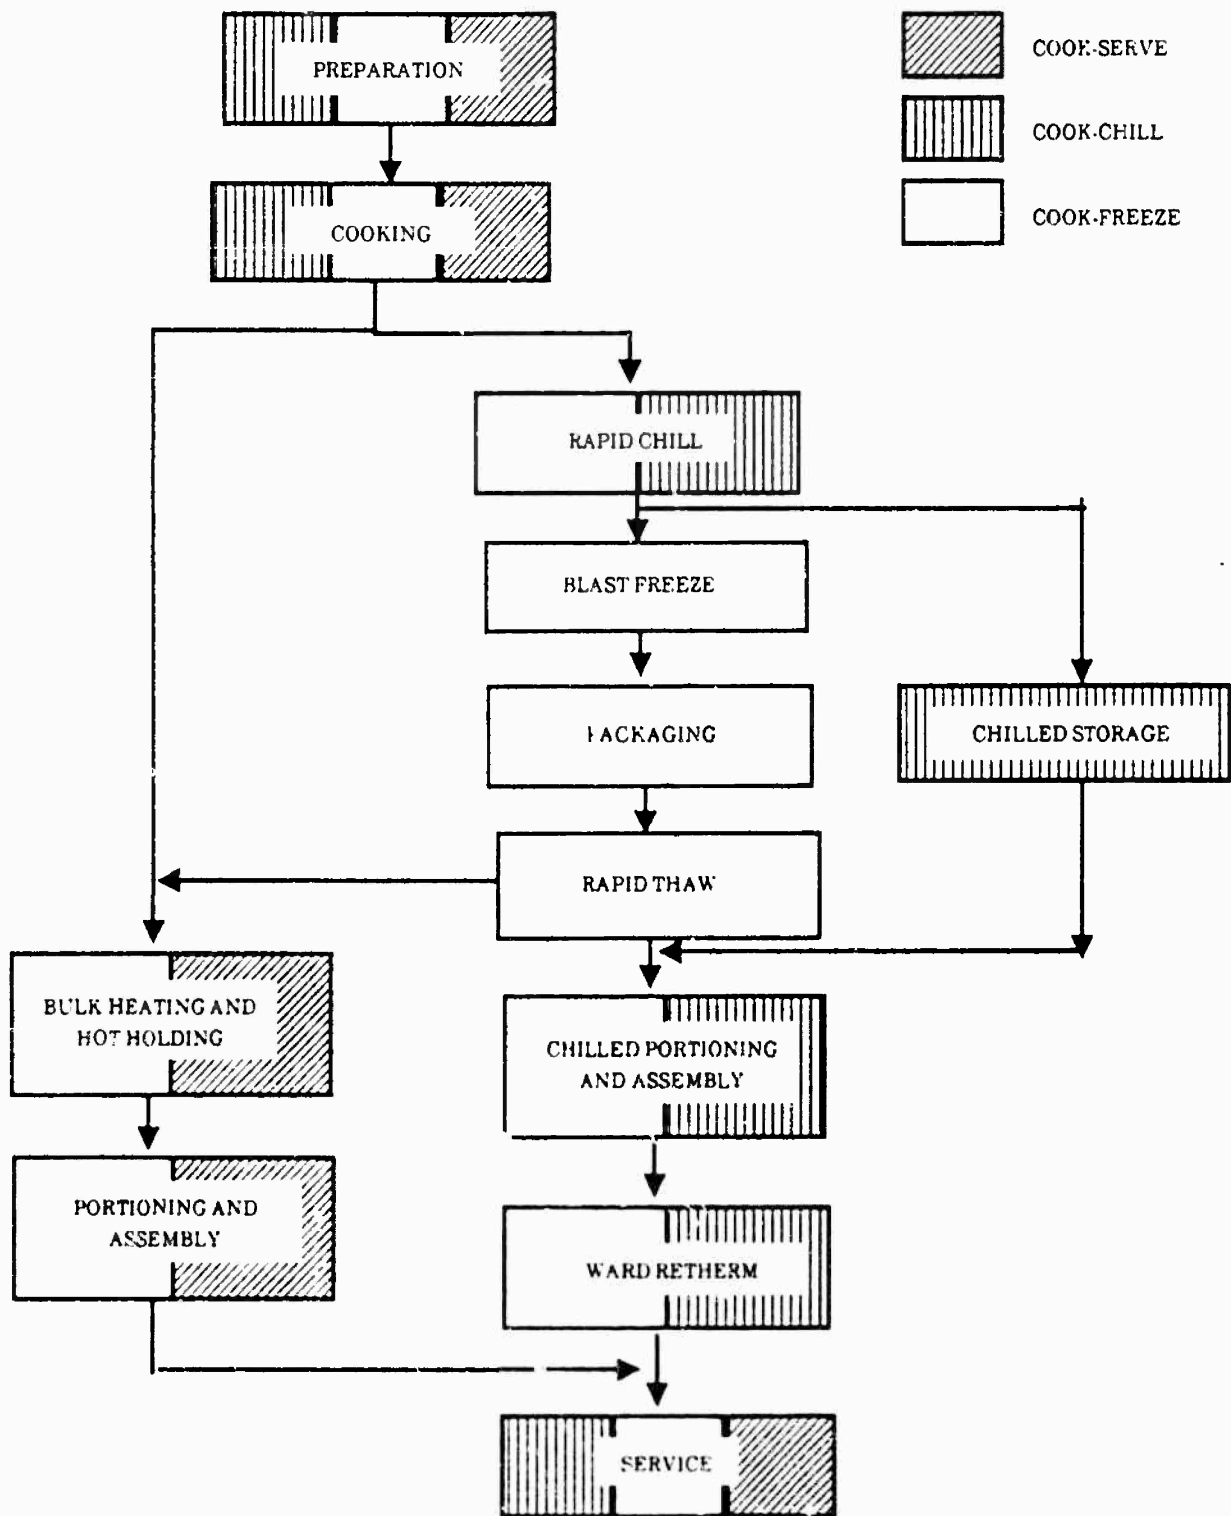 PREPARATION
COOK-SERVE
COOK-CHILL
COOKING
COOK-FREEZE
RAPID CHILL
BLAST FREEZE
PACKAGING
CHILLED STORAGE
RAPID THAW
BULK HEATING AND
HOT HOLDING
CHILLED PORTIONING
AND ASSEMBLY
PORTIONING AND
ASSEMBLY
WARD RETHERM
SERVICE